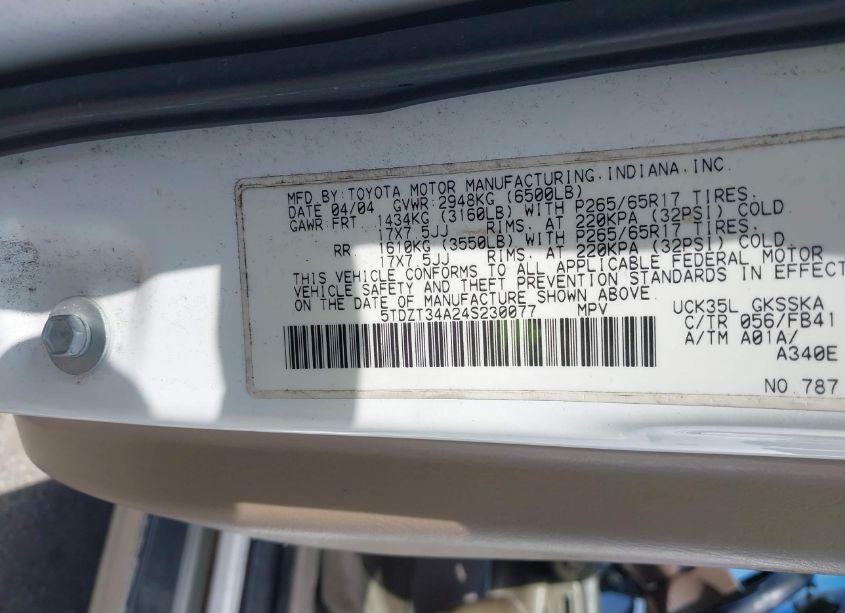 MFD.BY:TOYOTA MOTOR MANUFACTURING.INDIANA.INC.
DATE 04/04 GVWR:2948KG (6500LB)
GAWR:FRT 1434KG (3160LB) WITH P265/65R17 TIRES.
17X7.5JJ RIMS. AT 220KPA (32PSI) COLD
RR 1610KG (3550LB) WITH P265/65R17 TIRES.
17X7.5JJ RIMS. AT 220KPA (32PSI) COLD
THIS VEHICLE CONFORMS TO ALL APPLICABLE FEDERAL MOTOR
VEHICLE SAFETY AND THEFT PREVENTION STANDARDS IN EFFECT
ON THE DATE OF MANUFACTURE SHOWN ABOVE.
5TDZT34A24S230077 MPV
UCK35L GKSSKA
C/TR 056/FB41
A/TM A01A/
A340E
NO.787